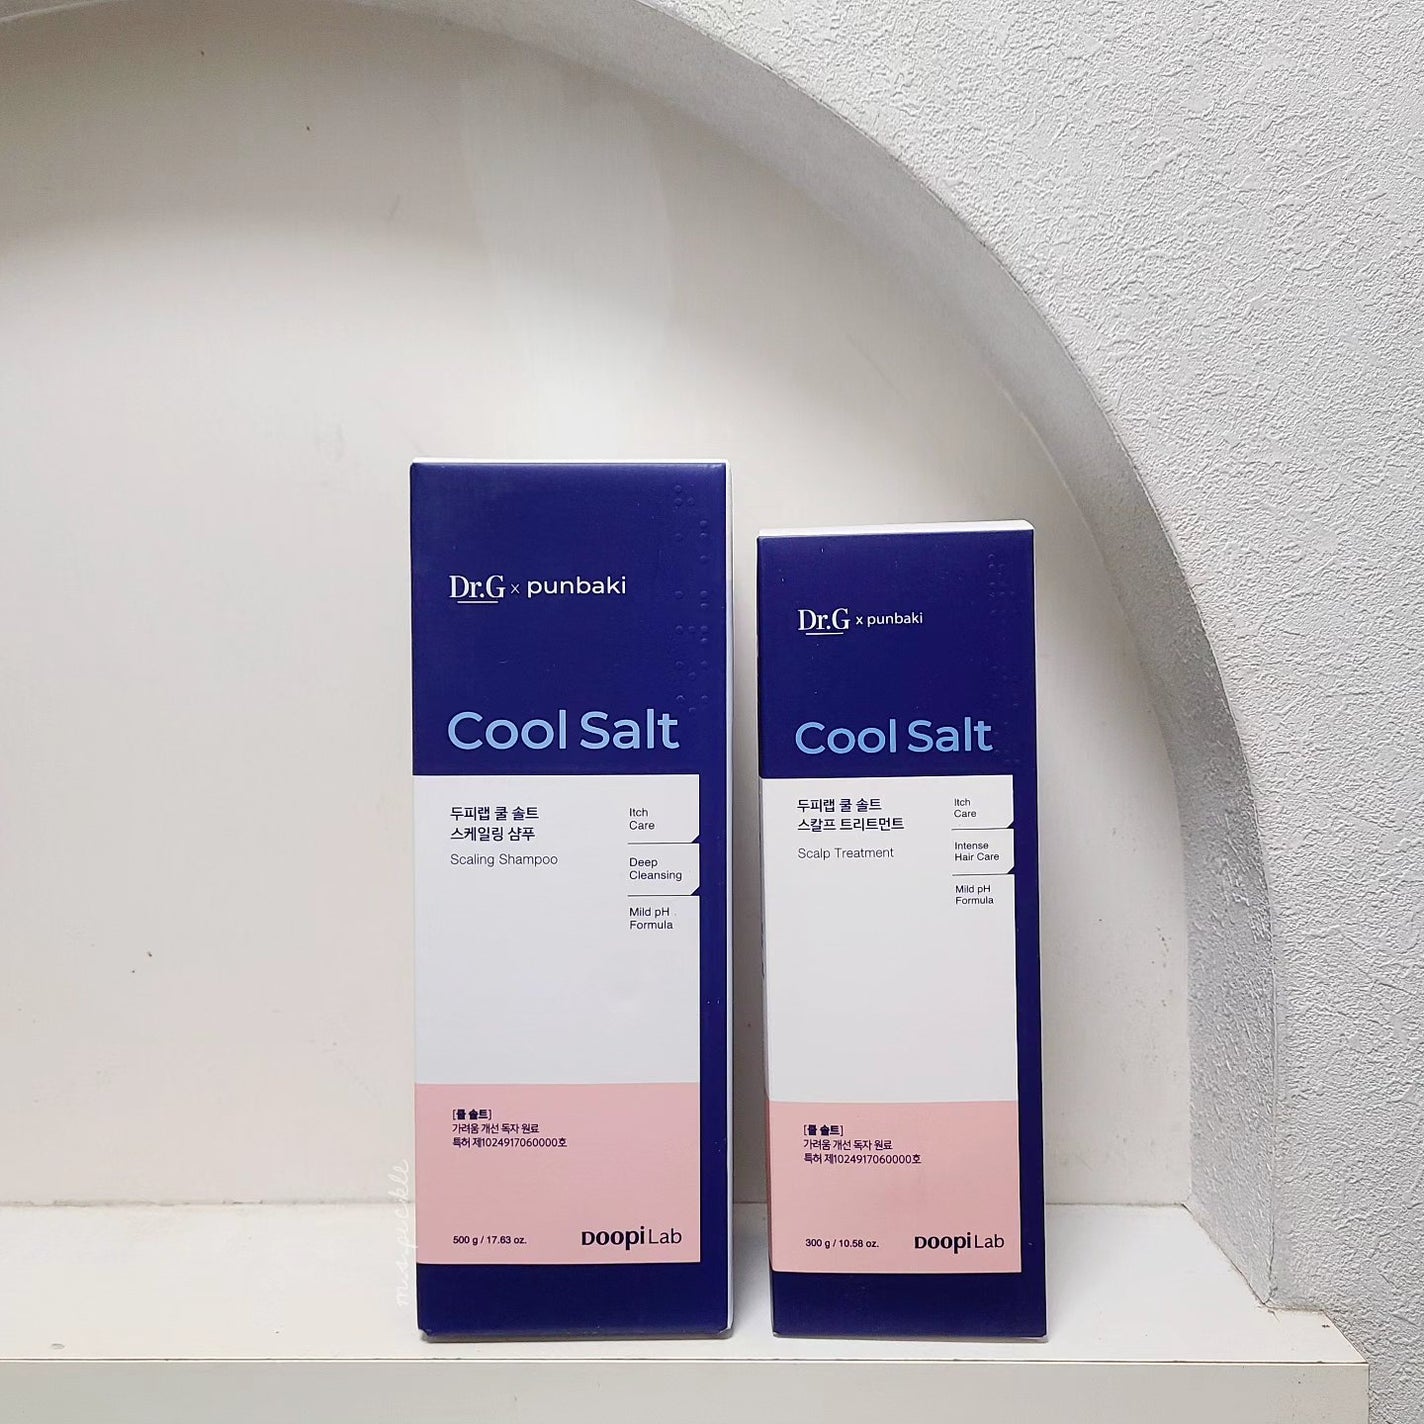 Dr.G x punbaki
Cool Salt
두피랩 쿨 솔트
스케일링 샴푸
Scaling Shampoo
Itch
Care
Deep
Cleansing
Mild pH
Formula
[쿨 솔트]
가려움 개선 독자 원료
특허 제1024917060000호
500 g / 17.63 oz.
Doopi Lab
Dr.G x punbaki
Cool Salt
두피랩 쿨 솔트
스칼프 트리트먼트
Scalp Treatment
Itch
Care
Intense
Hair Care
Mild pH
Formula
[쿨 솔트]
가려움 개선 독자 원료
특허 제1024917060000호
300 g / 10.58 oz.
Doopi Lab